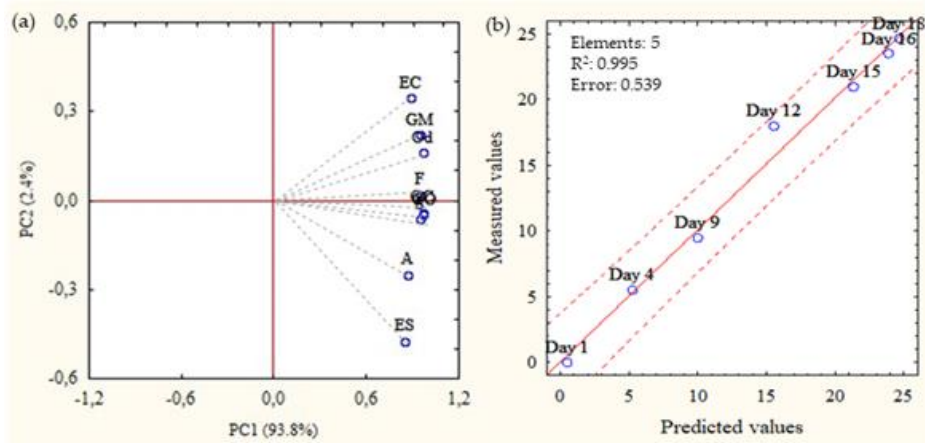 (a)
0,6
0,3
0,0
-0,3
-0,6
PC2 (2.4%)
EC
GM
F
A
ES
-1,2 -0,6 0,0 0,6 1,2
PC1 (93.8%)
(b)
25
20
15
10
5
0
Measured values
Elements: 5
R²: 0.995
Error: 0.539
Day 18
Day 16
Day 15
Day 12
Day 9
Day 4
Day 1
0 5 10 15 20 25
Predicted values